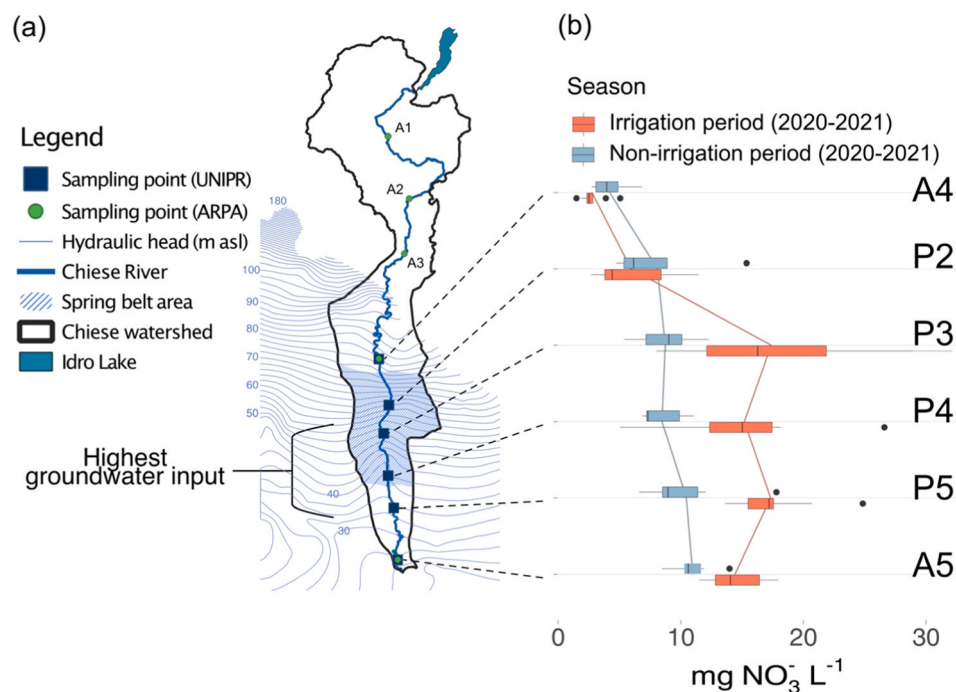 (a)
(b)
Legend
Sampling point (UNIPR)
Sampling point (ARPA)
Hydraulic head (m asl)
Chiese River
Spring belt area
Chiese watershed
Idro Lake
A1
A2
A3
180
100
90
80
70
60
50
40
30
Highest
groundwater input
Season
Irrigation period (2020-2021)
Non-irrigation period (2020-2021)
A4
P2
P3
P4
P5
A5
0 10 20 30
mg NO₃⁻ L⁻¹